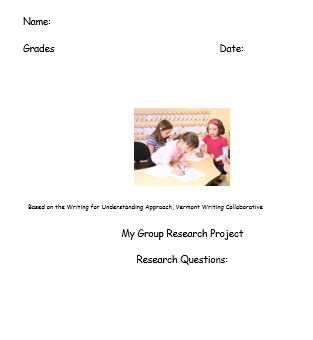 Name:
Grades Date:
Based on the Writing for Understanding Approach, Vermont Writing Collaborative
My Group Research Project
Research Questions: